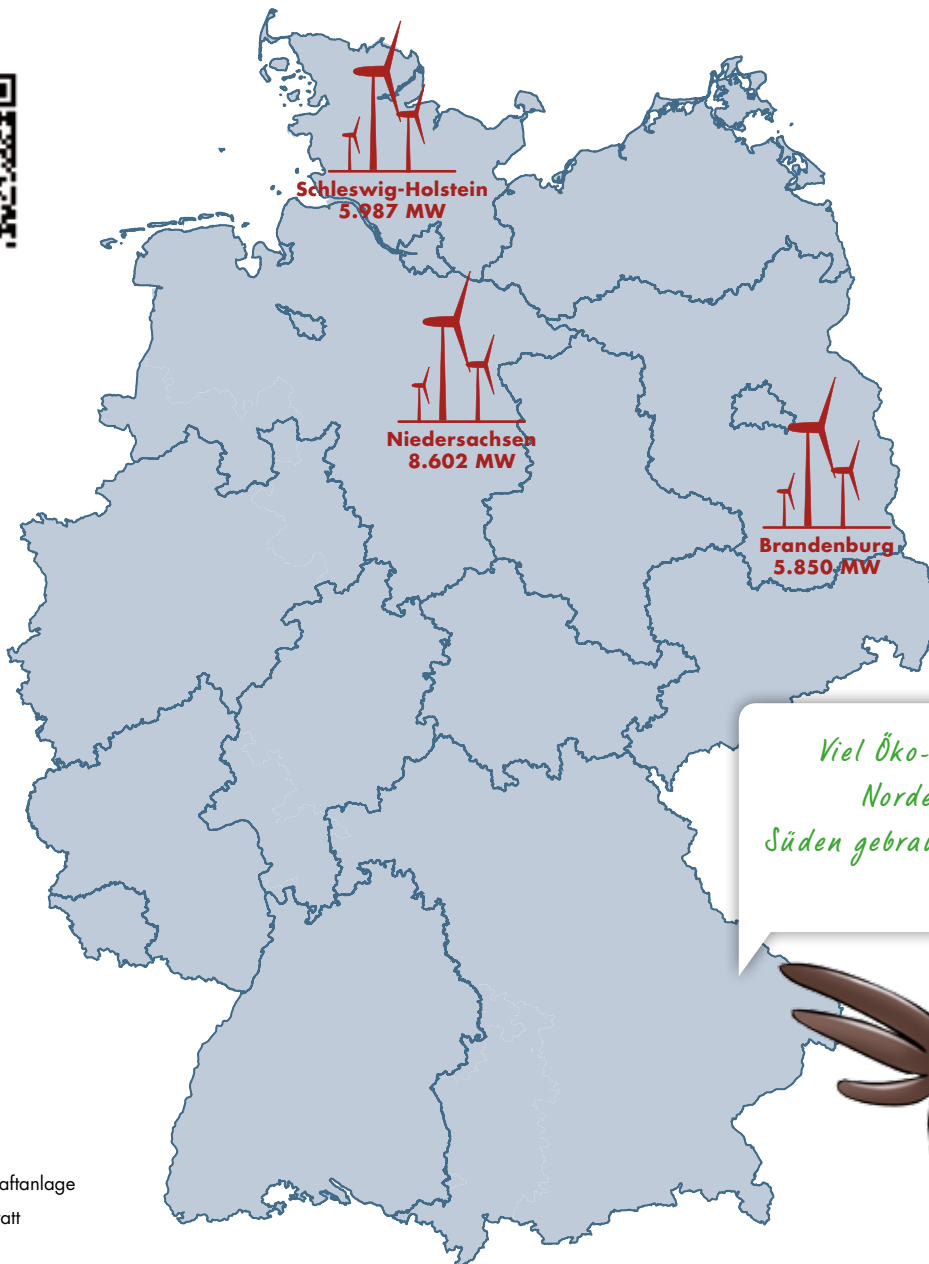 Schleswig-Holstein
5.987 MW
Niedersachsen
8.602 MW
Brandenburg
5.850 MW
Viel Öko-
Norde
Süden gebrau
aftanlage
att